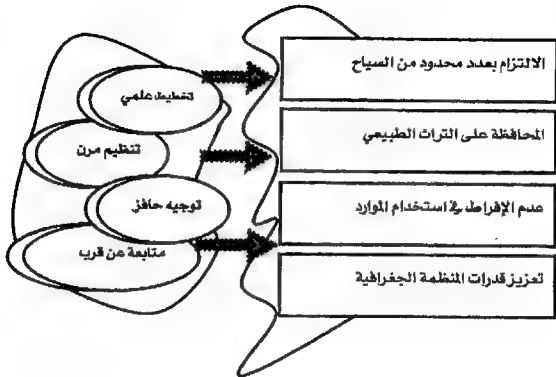 الالتزام بعدد محدود من السياح
تخطيط علمي
المحافظة على التراث الطبيعي
تنظيم مرن
عدم الإفراط في استخدام الموارد
توجيه حافز
متابعة عن قرب
تعزيز قدرات المنظمة الجغرافية